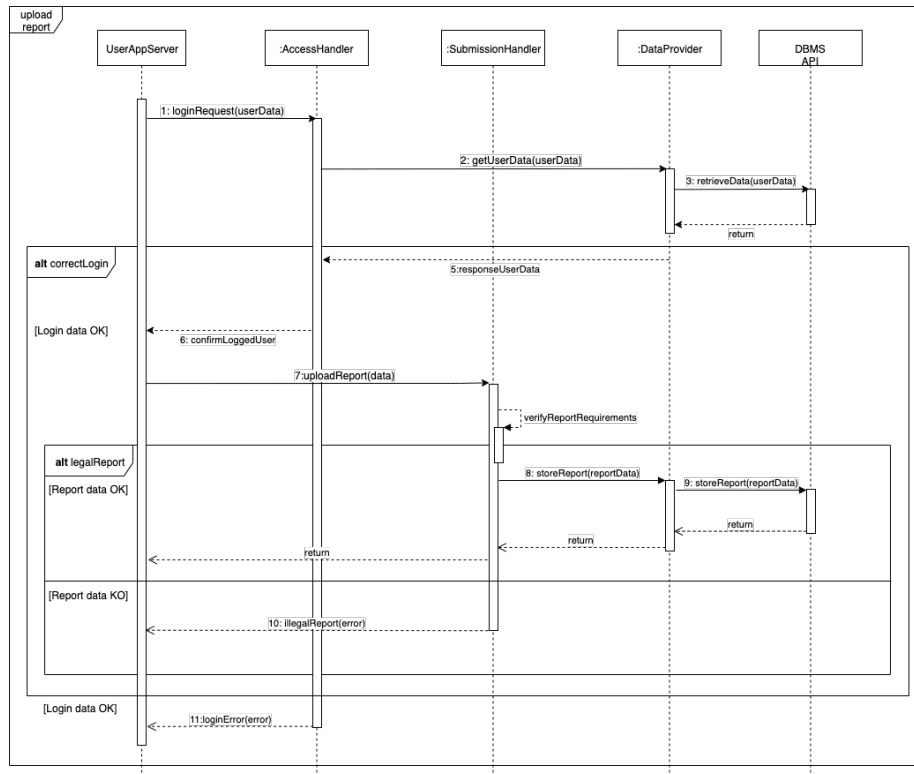 upload
report
UserAppServer
:AccessHandler
:SubmissionHandler
:DataProvider
DBMS
API
1: loginRequest(userData)
2: getUserData(userData)
3: retrieveData(userData)
return
alt correctLogin
5:responseUserData
[Login data OK]
6: confirmLoggedUser
7:uploadReport(data)
verifyReportRequirements
alt legalReport
8: storeReport(reportData)
9: storeReport(reportData)
[Report data OK]
return
return
return
[Report data KO]
10: illegalReport(error)
[Login data OK]
11:loginError(error)